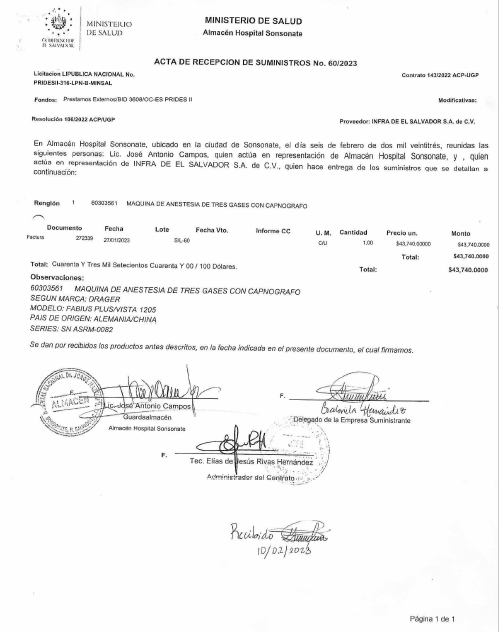 MINISTERIO
DE SALUD
GOBIERNO DE
EL SALVADOR
MINISTERIO DE SALUD
Almacén Hospital Sonsonate
ACTA DE RECEPCION DE SUMINISTROS No. 60/2023
Licitacion LIPUBLICA NACIONAL No.
PRIDESII-316-LPN-B-MINSAL
Contrato 143/2022 ACP-UGP
Fondos: Prestamos Externos/BID 3608/OC-ES PRIDES II
Modificativas:
Resolución 106/2022 ACP/UGP
Proveedor: INFRA DE EL SALVADOR S.A. de C.V.
En Almacén Hospital Sonsonate, ubicado en la ciudad de Sonsonate, el día seis de febrero de dos mil veintitrés, reunidas las
siguientes personas: Lic. José Antonio Campos, quien actúa en representación de Almacén Hospital Sonsonate, y , quien
actúa en representación de INFRA DE EL SALVADOR S.A. de C.V., quien hace entrega de los suministros que se detallan a
continuación:
Renglón 1 60303561 MAQUINA DE ANESTESIA DE TRES GASES CON CAPNOGRAFO
Documento Fecha Lote Fecha Vto. Informe CC U. M. Cantidad Precio un. Monto
Factura 272339 27/01/2023 S/L-60 C/U 1.00 $43,740.00000 $43,740.0000
Total: $43,740.0000
Total: Cuarenta Y Tres Mil Setecientos Cuarenta Y 00 / 100 Dólares.
Total: $43,740.0000
Observaciones:
60303561 MAQUINA DE ANESTESIA DE TRES GASES CON CAPNOGRAFO
SEGUN MARCA: DRAGER
MODELO: FABIUS PLUS/VISTA 1205
PAIS DE ORIGEN: ALEMANIA/CHINA
SERIES: SN ASRM-0082
Se dan por recibidos los productos antes descritos, en la fecha indicada en el presente documento, el cual firmamos.
F.
ALMACEN
Lic. José Antonio Campos
Guardaalmacén
Almacén Hospital Sonsonate
F.
Gabriela Hernández
Delegado de la Empresa Suministrante
F.
Tec. Elías de Jesús Rivas Hernández
Administrador del Contrato
Recibido
10/02/2023
Página 1 de 1